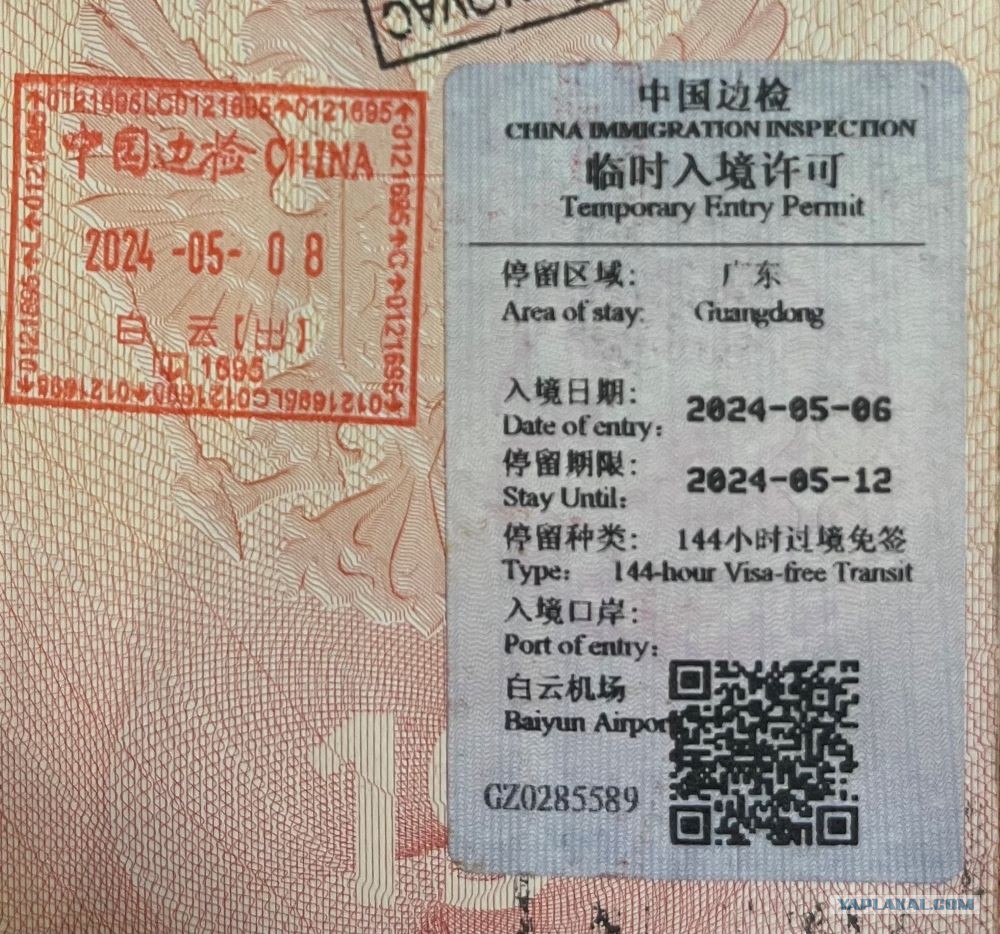 中国边检 CHINA
2024-05-08
白云[出]
1695
中国边检
CHINA IMMIGRATION INSPECTION
临时入境许可
Temporary Entry Permit
停留区域: 广东
Area of stay: Guangdong
入境日期: 2024-05-06
Date of entry:
停留期限: 2024-05-12
Stay Until:
停留种类: 144小时过境免签
Type: 144-hour Visa-free Transit
入境口岸:
Port of entry:
白云机场
Baiyun Airport
GZ0285589
YAPLAKAL.COM